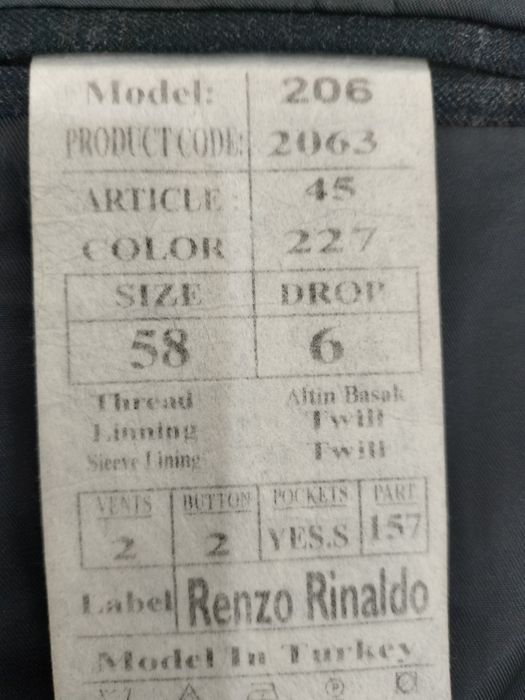 Model: 206
PRODUCT CODE: 2063
ARTICLE 45
COLOR 227
SIZE DROP
58 6
Thread Altin Basak
Linning Twill
Sleeve Lining Twill
VENTS BUTTON POCKETS PART
2 2 YES.S 157
Label Renzo Rinaldo
Model In Turkey